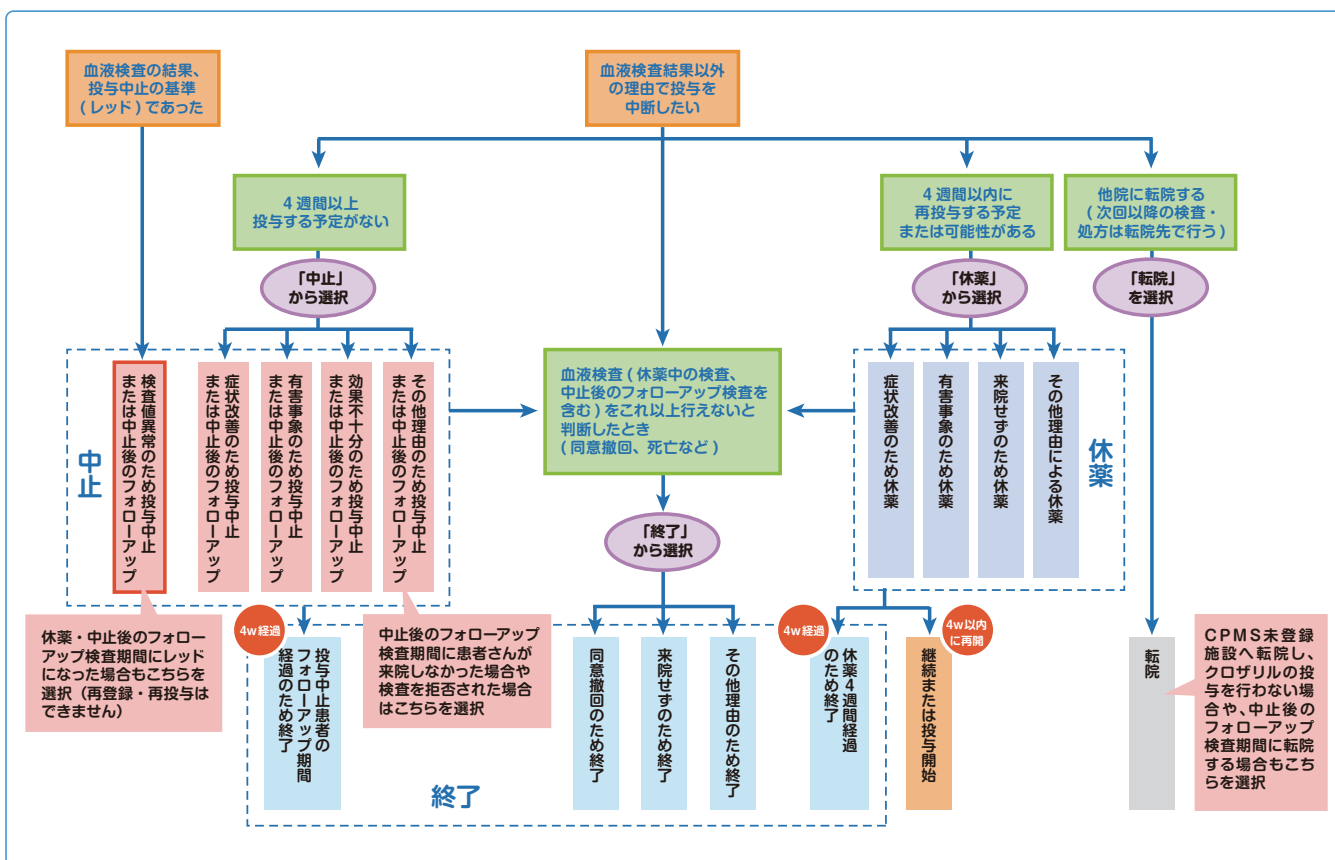 血液検査の結果、
投与中止の基準
(レッド)であった
血液検査結果以外
の理由で投与を
中断したい
4週間以上
投与する予定がない
4週間以内に
再投与する予定
または可能性がある
他院に転院する
(次回以降の検査・
処方は転院先で行う)
「中止」
から選択
「休薬」
から選択
「転院」
を選択
中止
検査値異常のため投与中止
または中止後のフォローアップ
症状改善のため投与中止
または中止後のフォローアップ
有害事象のため投与中止
または中止後のフォローアップ
効果不十分のため投与中止
または中止後のフォローアップ
その他理由のため投与中止
または中止後のフォローアップ
血液検査(休薬中の検査、
中止後のフォローアップ検査を
含む)をこれ以上行えないと
判断したとき
(同意撤回、死亡など)
症状改善のため休薬
有害事象のため休薬
来院せずのため休薬
その他理由による休薬
休薬
「終了」
から選択
休薬・中止後のフォロー
アップ検査期間にレッド
になった場合もこちらを
選択(再登録・再投与は
できません)
4w経過
投与中止患者の
フォローアップ期間
経過のため終了
中止後のフォローアップ
検査期間に患者さんが
来院しなかった場合や
検査を拒否された場合
はこちらを選択
同意撤回のため終了
来院せずのため終了
その他理由のため終了
4w経過
休薬4週間経過
のため終了
4w以内
に再開
継続または投与開始
転院
CPMS未登録
施設へ転院し、
クロザリルの投
与を行わない場
合や、中止後の
フォローアップ
検査期間に転院
する場合もこち
らを選択
終了